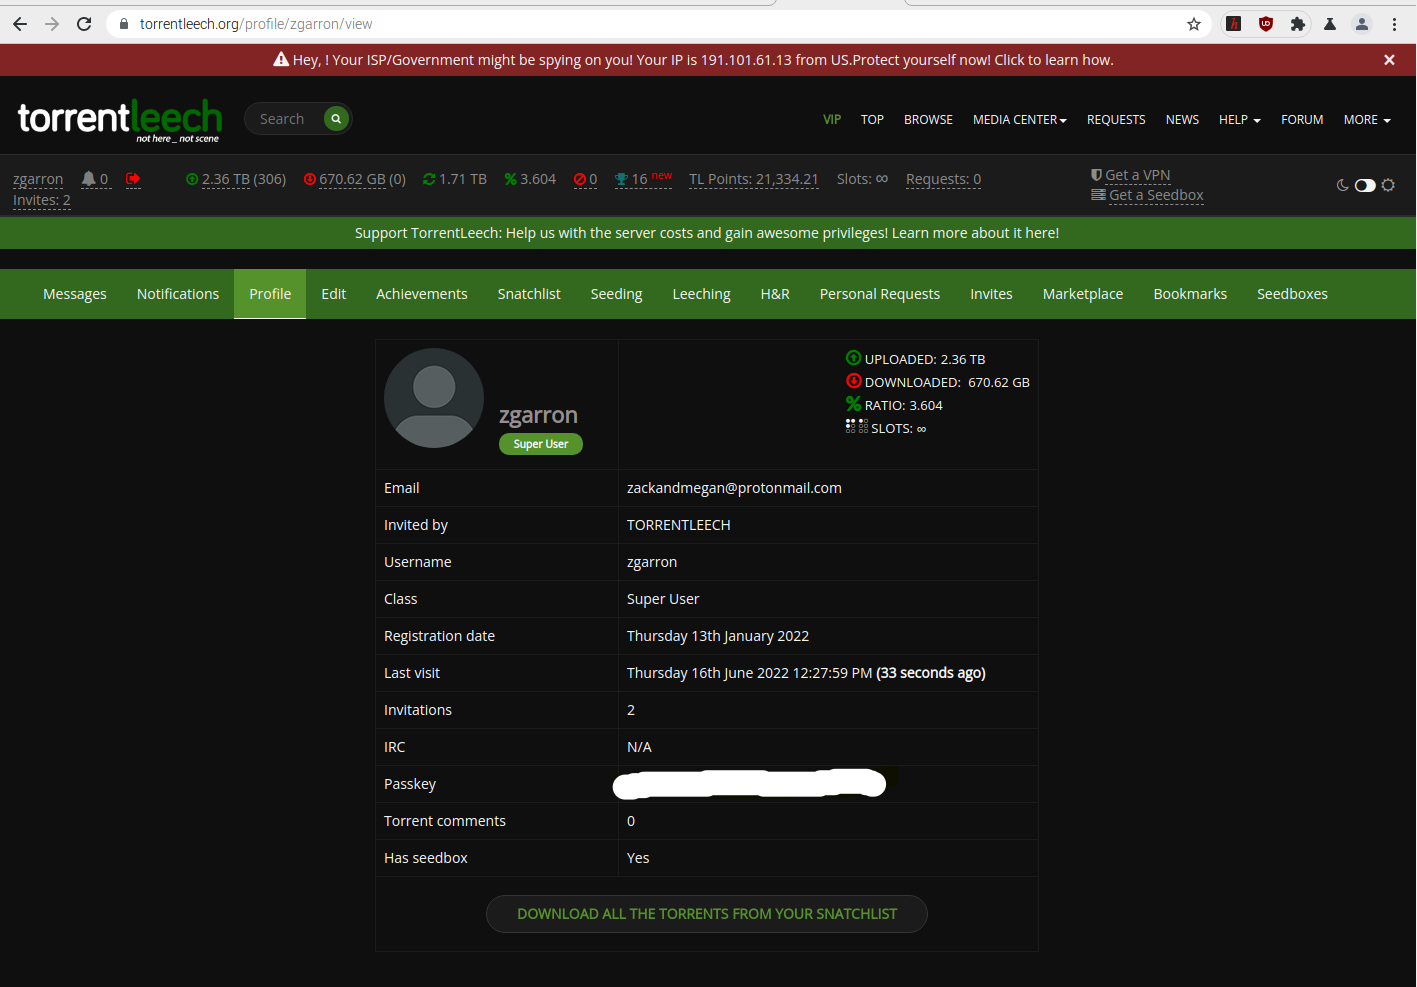 torrentleech.org/profile/zgarron/view
Hey, ! Your ISP/Government might be spying on you! Your IP is 191.101.61.13 from US.Protect yourself now! Click to learn how. ×
torrentleech
not here _ not scene
Search
VIP TOP BROWSE MEDIA CENTER REQUESTS NEWS HELP FORUM MORE
zgarron 0 2.36 TB (306) 670.62 GB (0) 1.71 TB 3.604 0 16 new TL Points: 21,334.21 Slots: ∞ Requests: 0
Invites: 2
Get a VPN
Get a Seedbox
Support TorrentLeech: Help us with the server costs and gain awesome privileges! Learn more about it here!
Messages Notifications Profile Edit Achievements Snatchlist Seeding Leeching H&R Personal Requests Invites Marketplace Bookmarks Seedboxes
zgarron
Super User
UPLOADED: 2.36 TB
DOWNLOADED: 670.62 GB
RATIO: 3.604
SLOTS: ∞
Email zackandmegan@protonmail.com
Invited by TORRENTLEECH
Username zgarron
Class Super User
Registration date Thursday 13th January 2022
Last visit Thursday 16th June 2022 12:27:59 PM (33 seconds ago)
Invitations 2
IRC N/A
Passkey
Torrent comments 0
Has seedbox Yes
DOWNLOAD ALL THE TORRENTS FROM YOUR SNATCHLIST